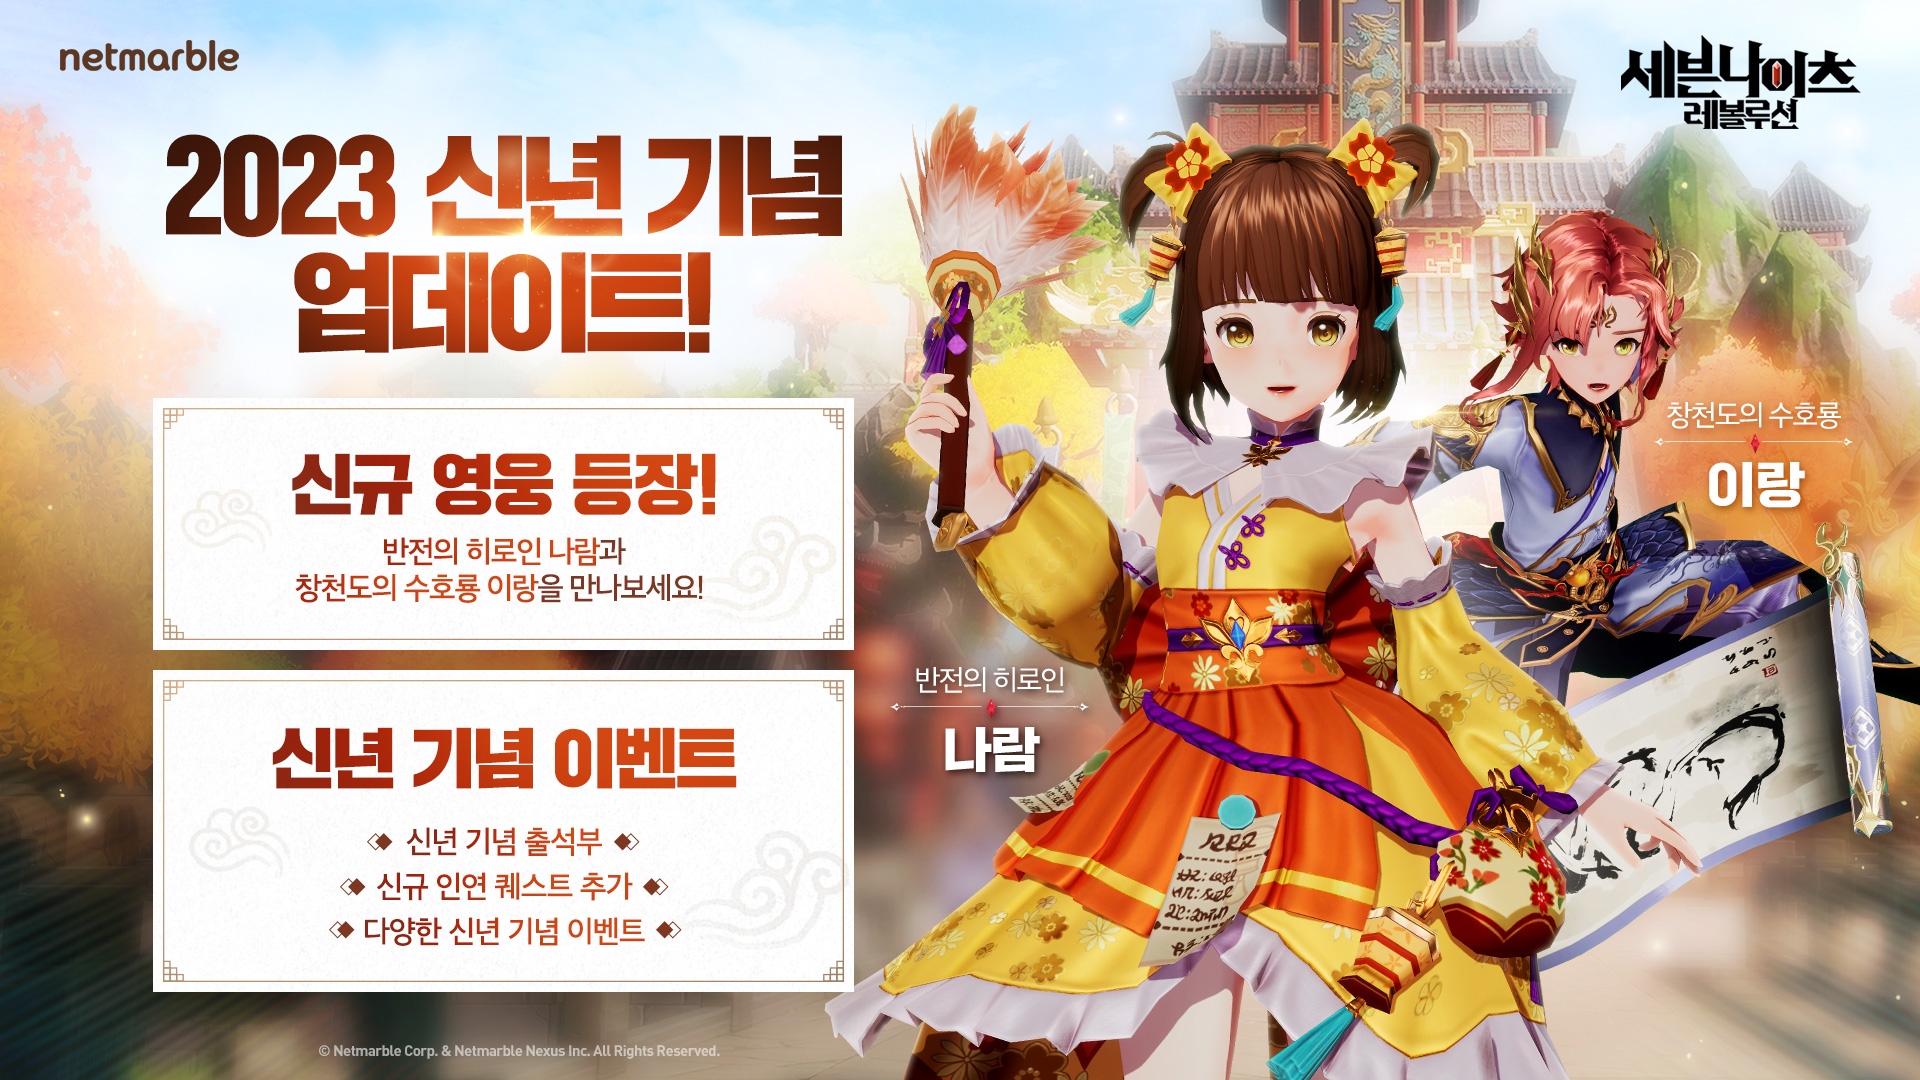 netmarble
세븐나이츠
레볼루션
2023 신년 기념
업데이트!
신규 영웅 등장!
반전의 히로인 나람과
창천도의 수호룡 이랑을 만나보세요!
신년 기념 이벤트
신년 기념 출석부
신규 인연 퀘스트 추가
다양한 신년 기념 이벤트
창천도의 수호룡
이랑
반전의 히로인
나람
© Netmarble Corp. & Netmarble Nexus Inc. All Rights Reserved.